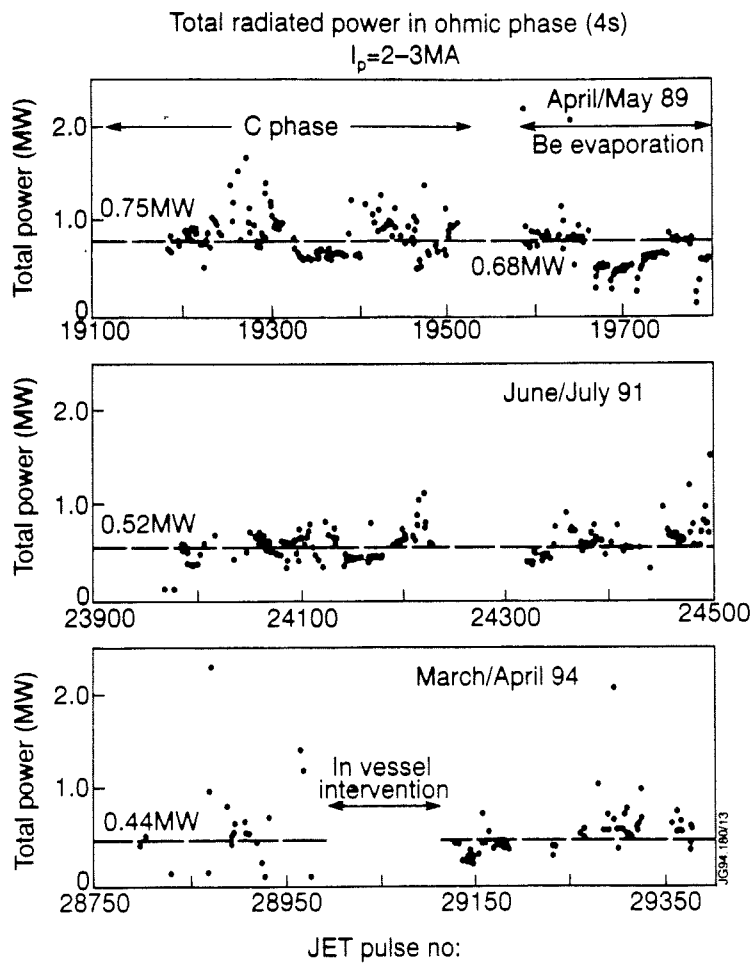 Total radiated power in ohmic phase (4s)
Ip=2–3MA
April/May 89
C phase
Be evaporation
2.0
1.0
0
Total power (MW)
0.75MW
0.68MW
19100
19300
19500
19700
June/July 91
2.0
1.0
0
Total power (MW)
0.52MW
23900
24100
24300
24500
March/April 94
In vessel
intervention
2.0
1.0
0
Total power (MW)
0.44MW
28750
28950
29150
29350
JG94.180/13
JET pulse no: